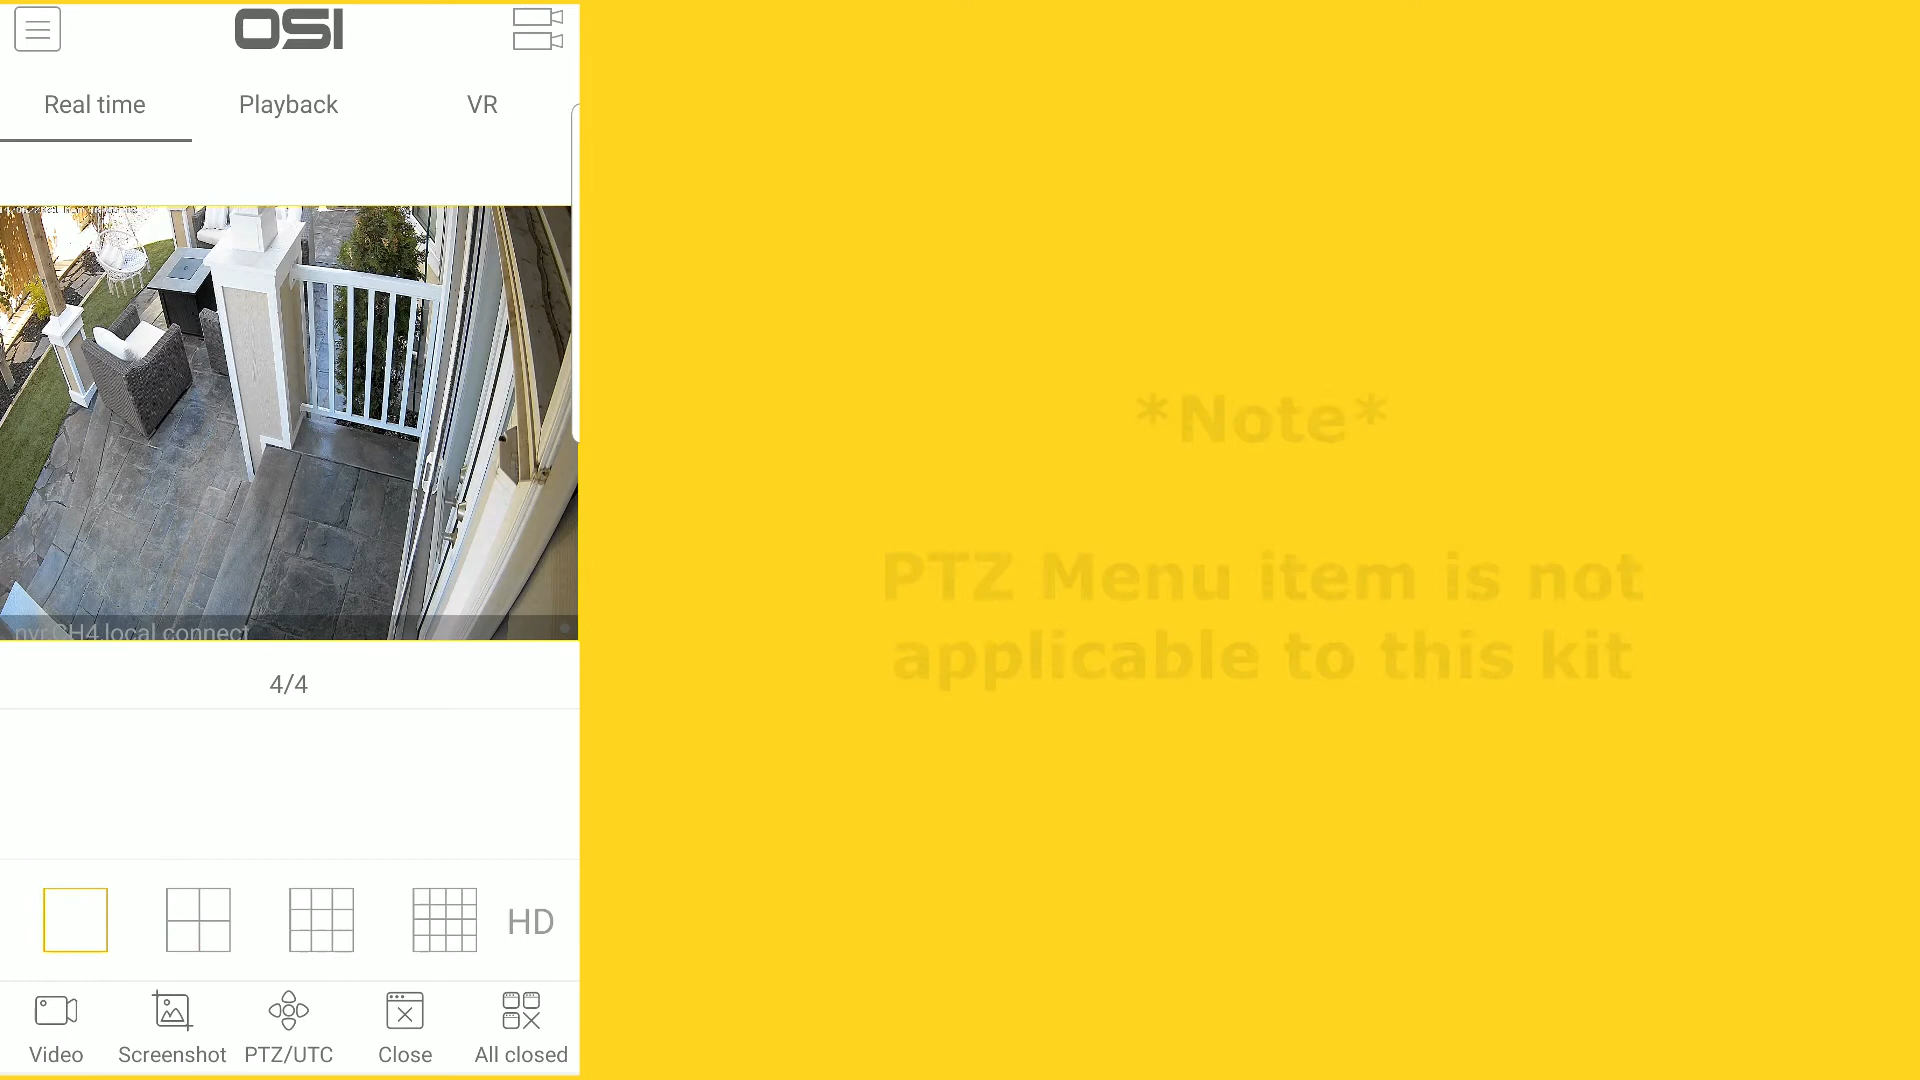 OSI
Real time Playback VR
nvr,CH4,local connect
4/4
HD
Video Screenshot PTZ/UTC Close All closed
*Note*
PTZ Menu item is not
applicable to this kit